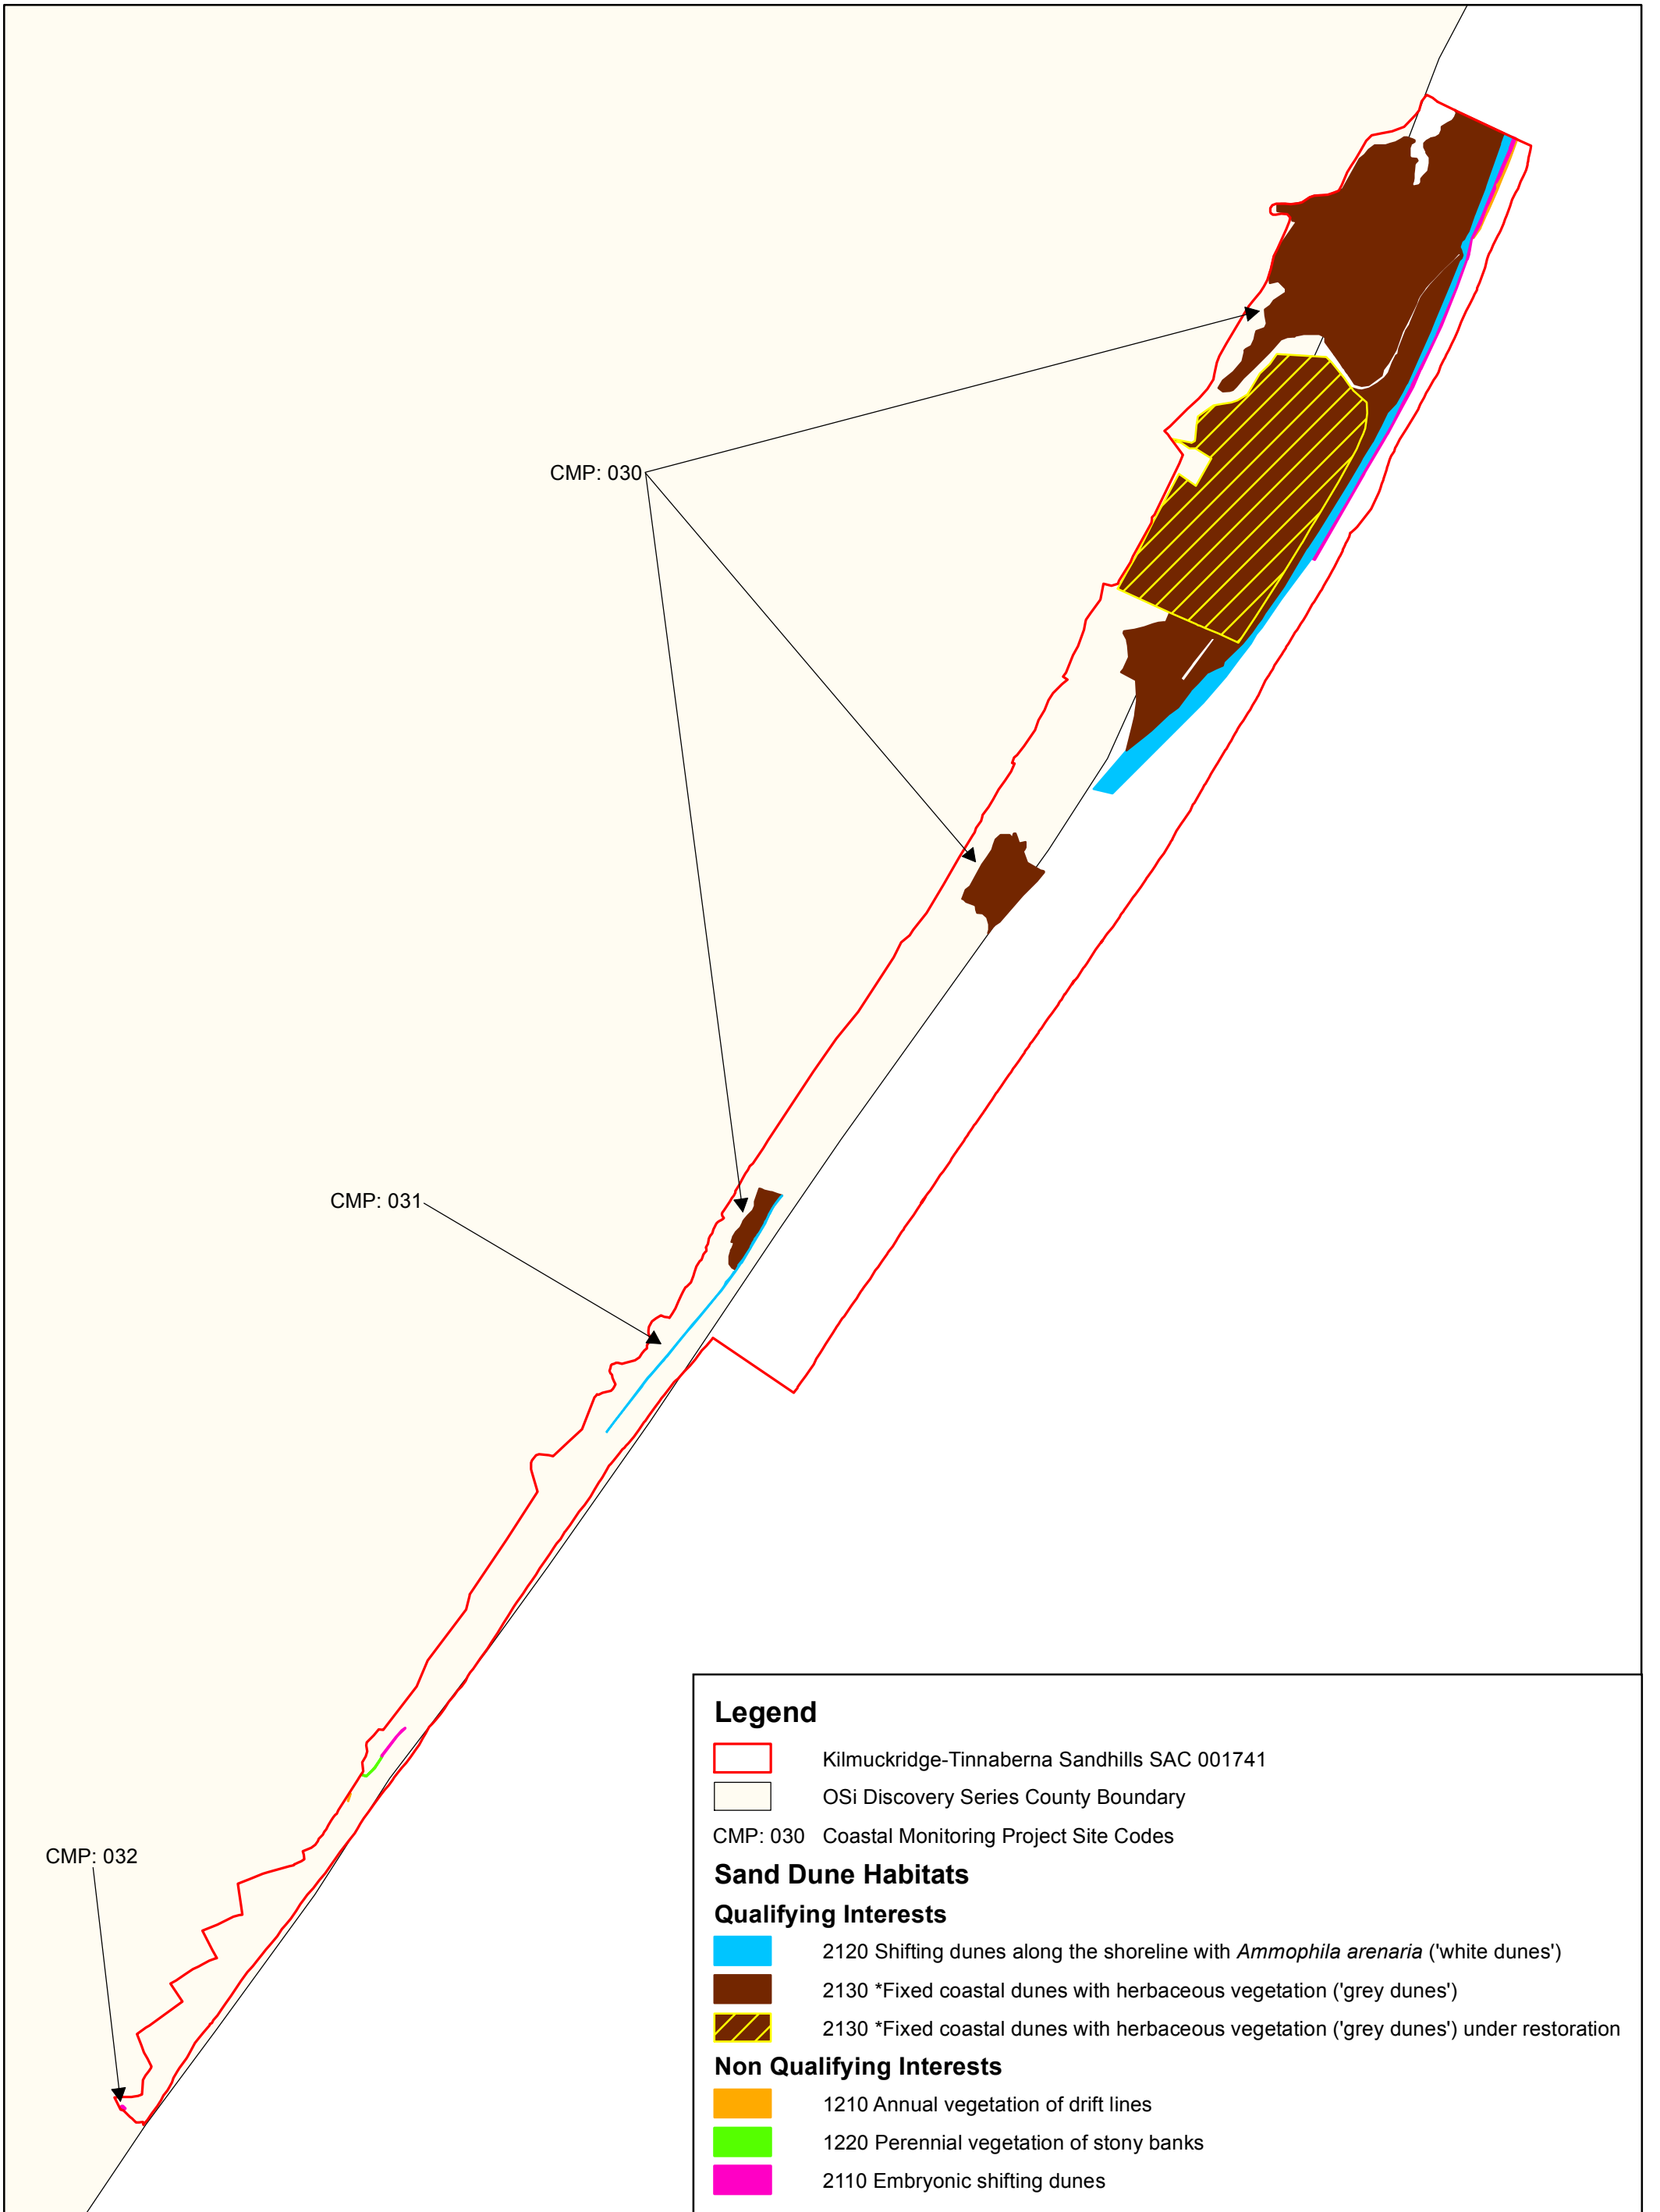 CMP: 030
CMP: 031
CMP: 032
Legend
Kilmuckridge-Tinnaberna Sandhills SAC 001741
OSi Discovery Series County Boundary
CMP: 030 Coastal Monitoring Project Site Codes
Sand Dune Habitats
Qualifying Interests
2120 Shifting dunes along the shoreline with Ammophila arenaria ('white dunes')
2130 *Fixed coastal dunes with herbaceous vegetation ('grey dunes')
2130 *Fixed coastal dunes with herbaceous vegetation ('grey dunes') under restoration
Non Qualifying Interests
1210 Annual vegetation of drift lines
1220 Perennial vegetation of stony banks
2110 Embryonic shifting dunes